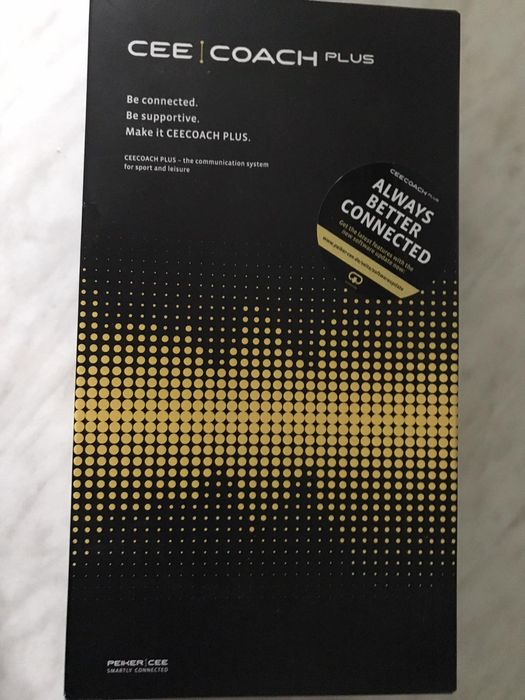 CEE|COACH PLUS
Be connected.
Be supportive.
Make it CEECOACH PLUS.
CEECOACH PLUS – the communication system
for sport and leisure
CEECOACH PLUS
ALWAYS
BETTER
CONNECTED
Get the latest features with the
new software update now:
PEIKER|CEE
SMARTLY CONNECTED